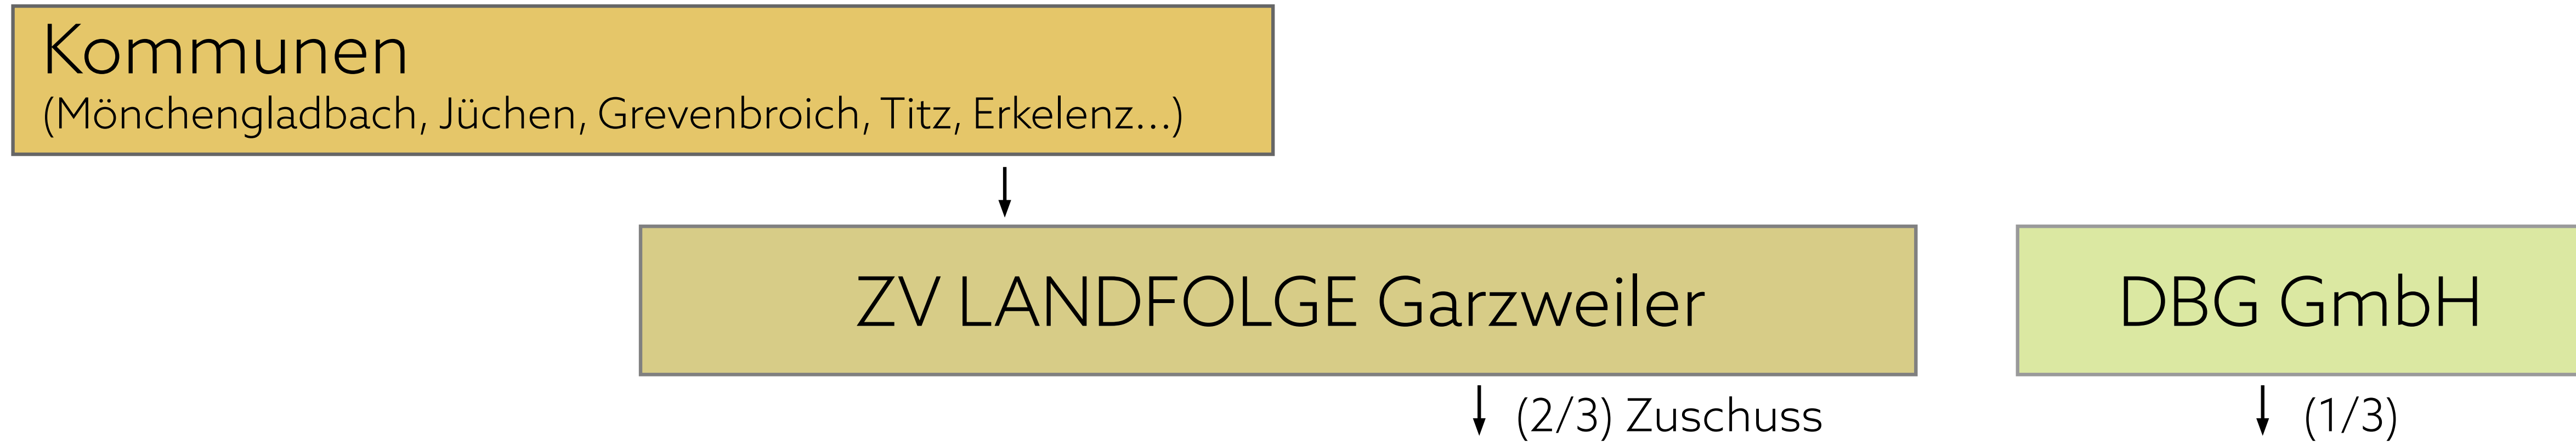 Kommunen
(Mönchengladbach, Jüchen, Grevenbroich, Titz, Erkelenz...)
ZV LANDFOLGE Garzweiler
DBG GmbH
(2/3) Zuschuss
(1/3)